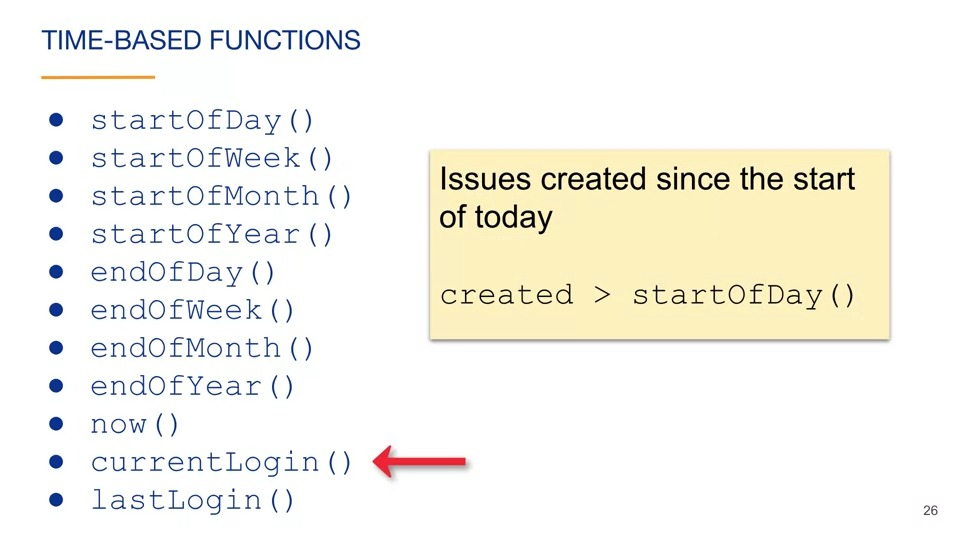 TIME-BASED FUNCTIONS
● startOfDay()
● startOfWeek()
● startOfMonth()
● startOfYear()
● endOfDay()
● endOfWeek()
● endOfMonth()
● endOfYear()
● now()
● currentLogin()
● lastLogin()
Issues created since the start
of today
created > startOfDay()
26